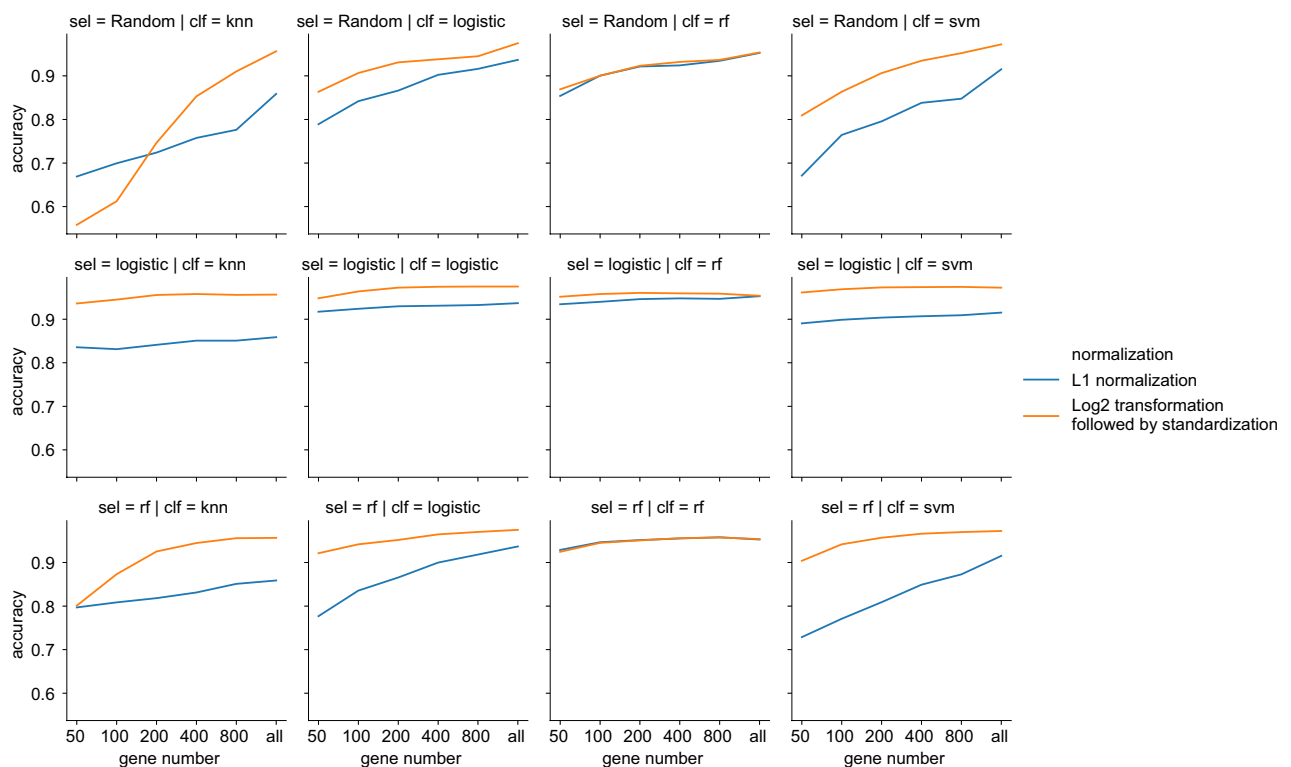 sel = Random | clf = knn
sel = Random | clf = logistic
sel = Random | clf = rf
sel = Random | clf = svm
0.9
0.8
0.7
0.6
accuracy
sel = logistic | clf = knn
sel = logistic | clf = logistic
sel = logistic | clf = rf
sel = logistic | clf = svm
0.9
0.8
0.7
0.6
accuracy
normalization
L1 normalization
Log2 transformation
followed by standardization
sel = rf | clf = knn
sel = rf | clf = logistic
sel = rf | clf = rf
sel = rf | clf = svm
0.9
0.8
0.7
0.6
accuracy
50 100 200 400 800 all
50 100 200 400 800 all
50 100 200 400 800 all
50 100 200 400 800 all
gene number
gene number
gene number
gene number